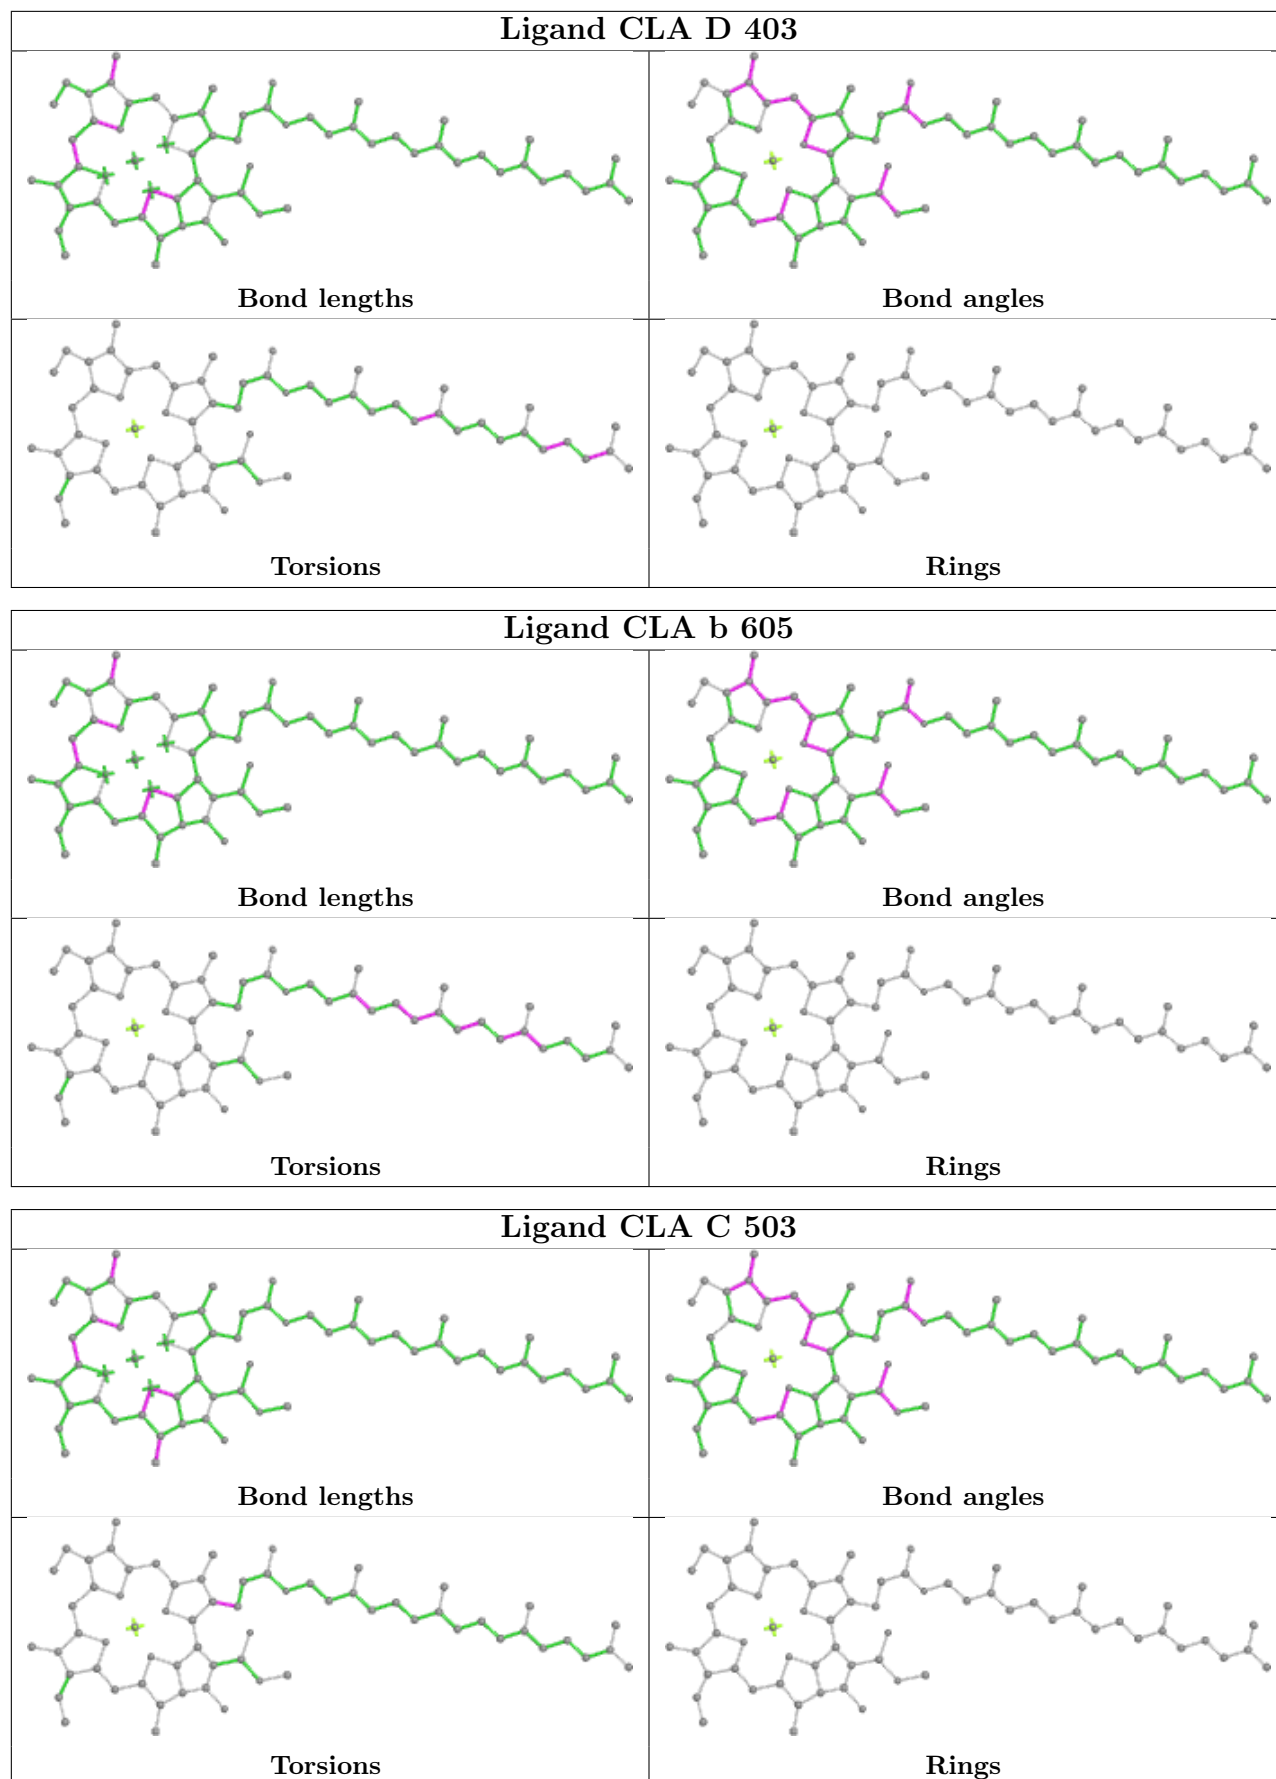 Ligand CLA D 403
Bond lengths
Bond angles
Torsions
Rings
Ligand CLA b 605
Bond lengths
Bond angles
Torsions
Rings
Ligand CLA C 503
Bond lengths
Bond angles
Torsions
Rings